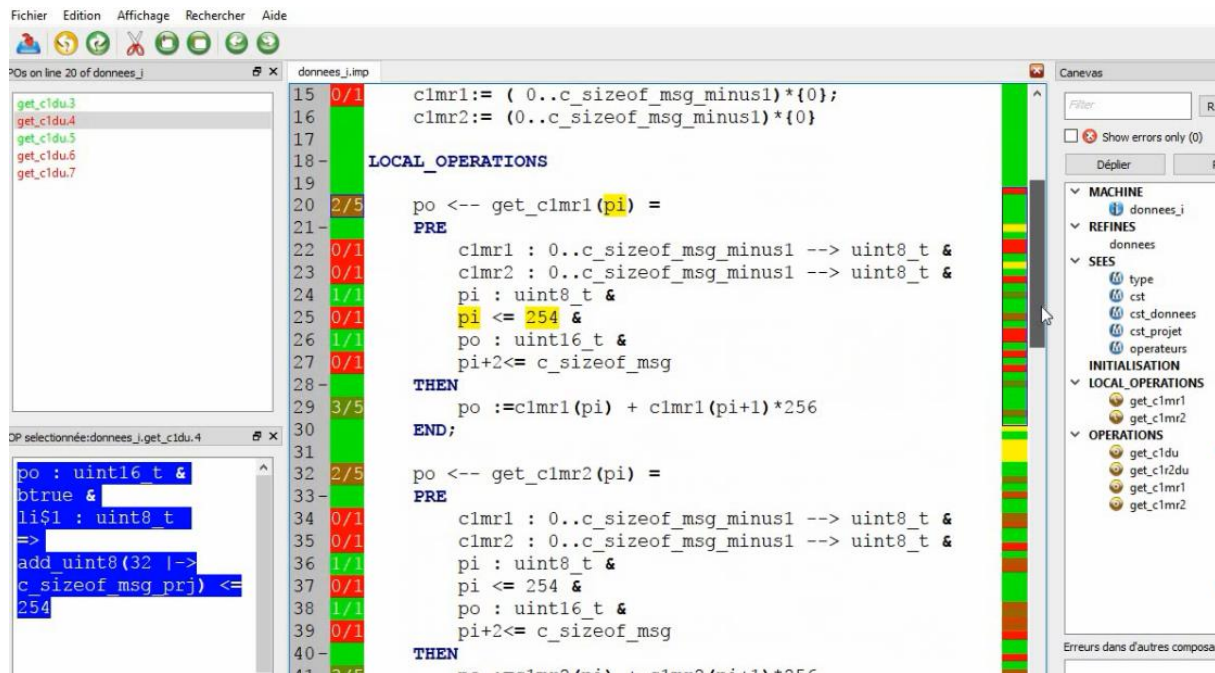 Fichier Edition Affichage Rechercher Aide
POs on line 20 of donnees_i
get_c1du.3
get_c1du.4
get_c1du.5
get_c1du.6
get_c1du.7
OP selectionnée:donnees_i.get_c1du.4
po : uint16_t &
btrue &
li$1 : uint8_t
=>
add_uint8(32 |->
c_sizeof_msg_prj) <=
254
donnees_i.imp
15 0/1 c1mr1:= ( 0..c_sizeof_msg_minus1)*{0};
16 c1mr2:= (0..c_sizeof_msg_minus1)*{0}
17
18- LOCAL_OPERATIONS
19
20 2/5 po <-- get_c1mr1(pi) =
21- PRE
22 0/1 c1mr1 : 0..c_sizeof_msg_minus1 --> uint8_t &
23 0/1 c1mr2 : 0..c_sizeof_msg_minus1 --> uint8_t &
24 1/1 pi : uint8_t &
25 0/1 pi <= 254 &
26 1/1 po : uint16_t &
27 0/1 pi+2<= c_sizeof_msg
28- THEN
29 3/5 po :=c1mr1(pi) + c1mr1(pi+1)*256
30 END;
31
32 2/5 po <-- get_c1mr2(pi) =
33- PRE
34 0/1 c1mr1 : 0..c_sizeof_msg_minus1 --> uint8_t &
35 0/1 c1mr2 : 0..c_sizeof_msg_minus1 --> uint8_t &
36 1/1 pi : uint8_t &
37 0/1 pi <= 254 &
38 1/1 po : uint16_t &
39 0/1 pi+2<= c_sizeof_msg
40- THEN
Canevas
Filter R
Show errors only (0)
Déplier
MACHINE
donnees_i
REFINES
donnees
SEES
type
cst
cst_donnees
cst_projet
operateurs
INITIALISATION
LOCAL_OPERATIONS
get_c1mr1
get_c1mr2
OPERATIONS
get_c1du
get_c1r2du
get_c1mr1
get_c1mr2
Erreurs dans d'autres composa